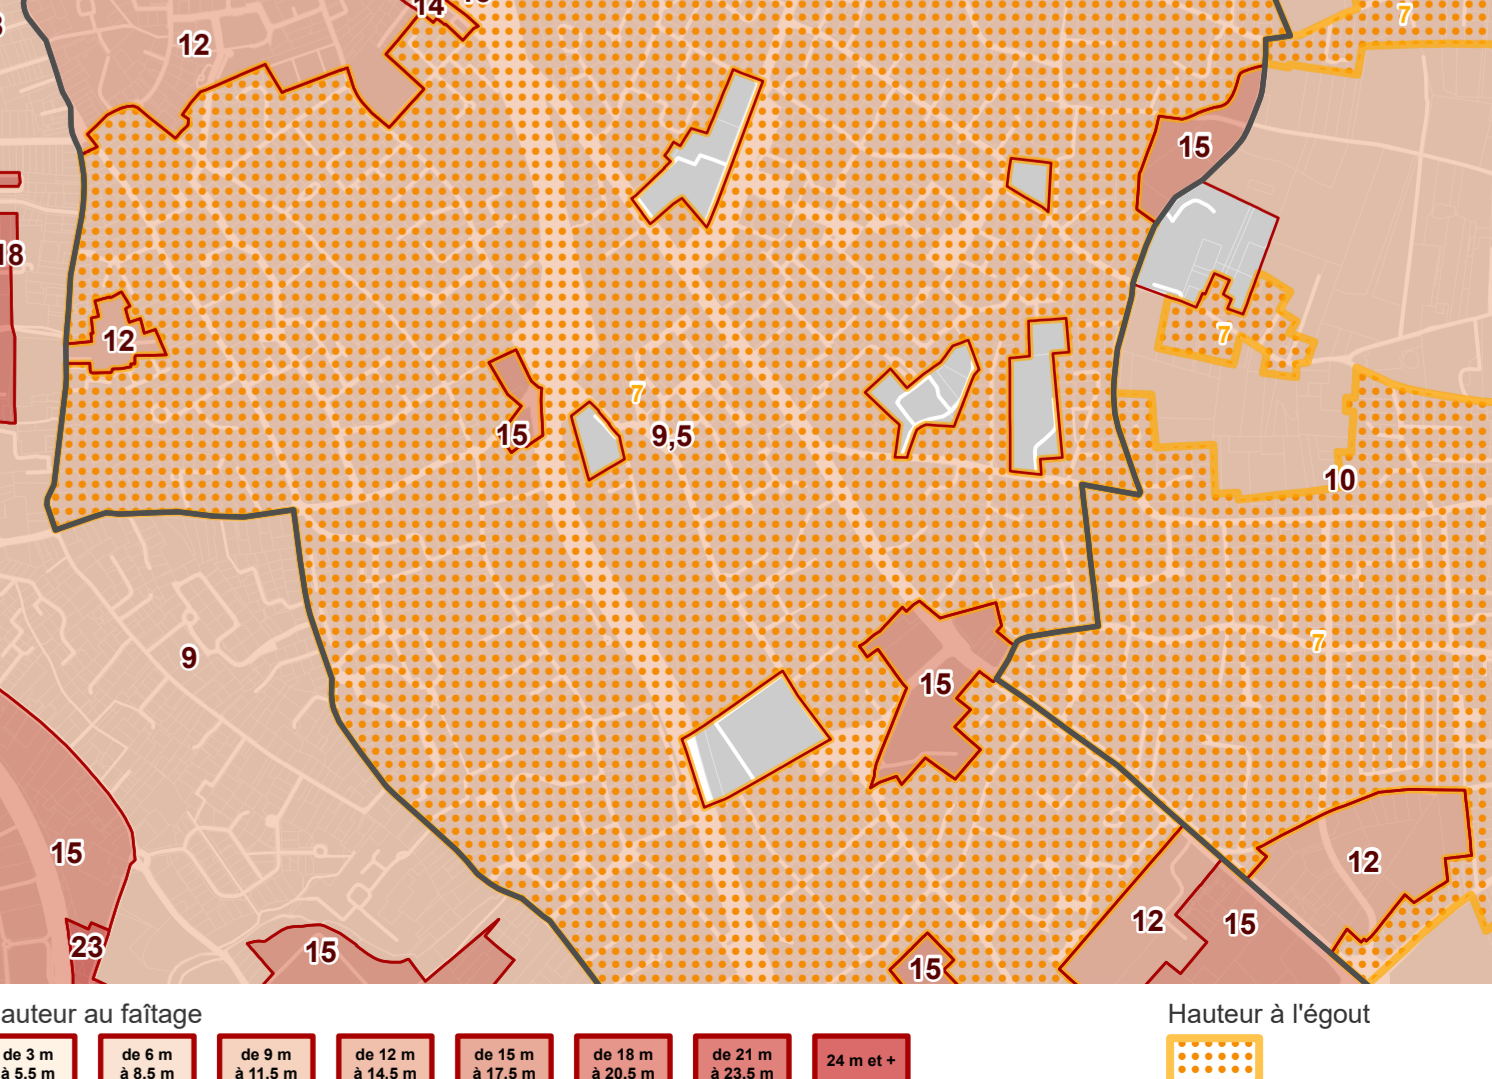 14
7
12
15
18
12
7
7
15
9,5
10
7
9
15
15
12
12
15
23
15
15
auteur au faîtage
Hauteur à l'égout
de 3 m
à 5,5 m
de 6 m
à 8,5 m
de 9 m
à 11,5 m
de 12 m
à 14,5 m
de 15 m
à 17,5 m
de 18 m
à 20,5 m
de 21 m
à 23,5 m
24 m et +